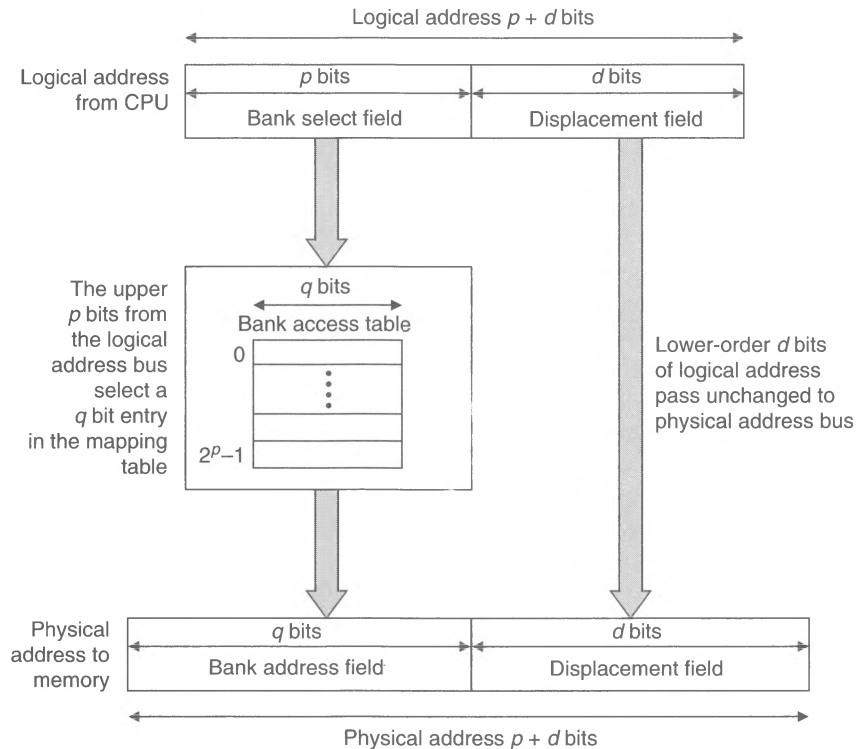 Logical address p + d bits
Logical address
from CPU
p bits
d bits
Bank select field
Displacement field
The upper
p bits from
the logical
address bus
select a
q bit entry
in the mapping
table
q bits
Bank access table
0
2^p–1
Lower-order d bits
of logical address
pass unchanged to
physical address bus
Physical
address to
memory
q bits
d bits
Bank address field
Displacement field
Physical address p + d bits